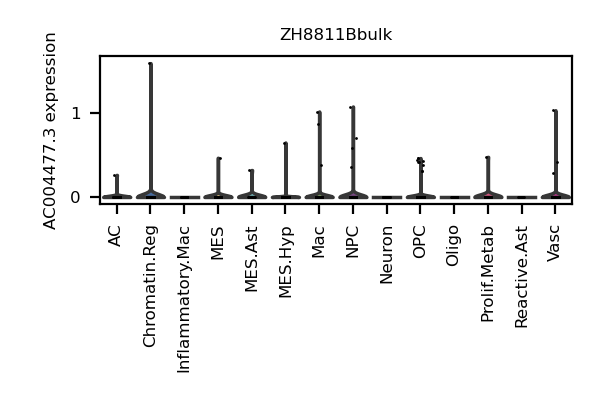 ZH8811Bbulk
AC004477.3 expression
1
0
AC
Chromatin.Reg
Inflammatory.Mac
MES
MES.Ast
MES.Hyp
Mac
NPC
Neuron
OPC
Oligo
Prolif.Metab
Reactive.Ast
Vasc